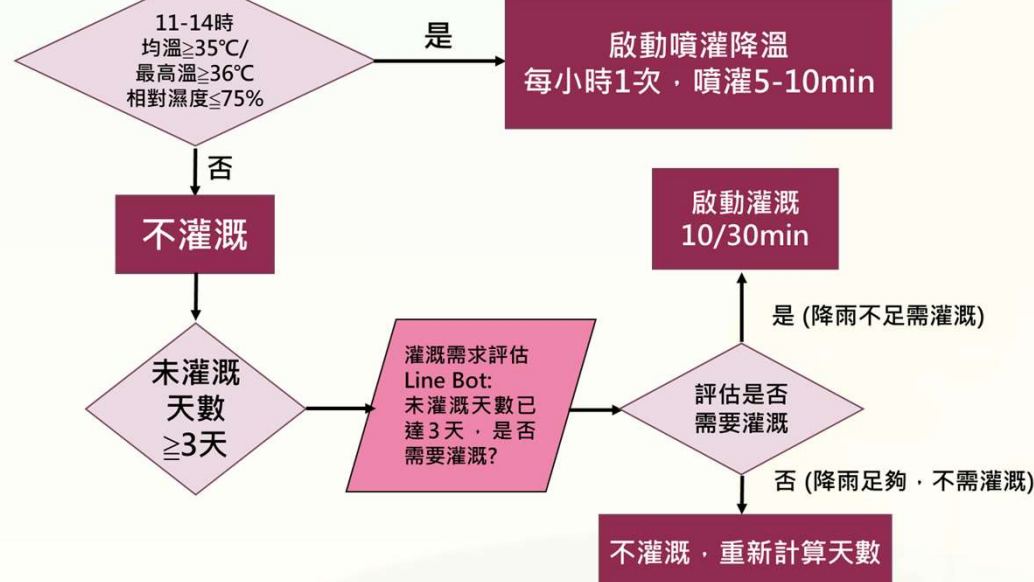 11-14時
均溫≧35℃/
最高溫≧36℃
相對濕度≦75%
是
啟動噴灌降溫
每小時1次，噴灌5-10min
否
不灌溉
啟動灌溉
10/30min
是 (降雨不足需灌溉)
未灌溉
天數
≧3天
灌溉需求評估
Line Bot:
未灌溉天數已
達3天，是否
需要灌溉?
評估是否
需要灌溉
否 (降雨足夠，不需灌溉)
不灌溉，重新計算天數